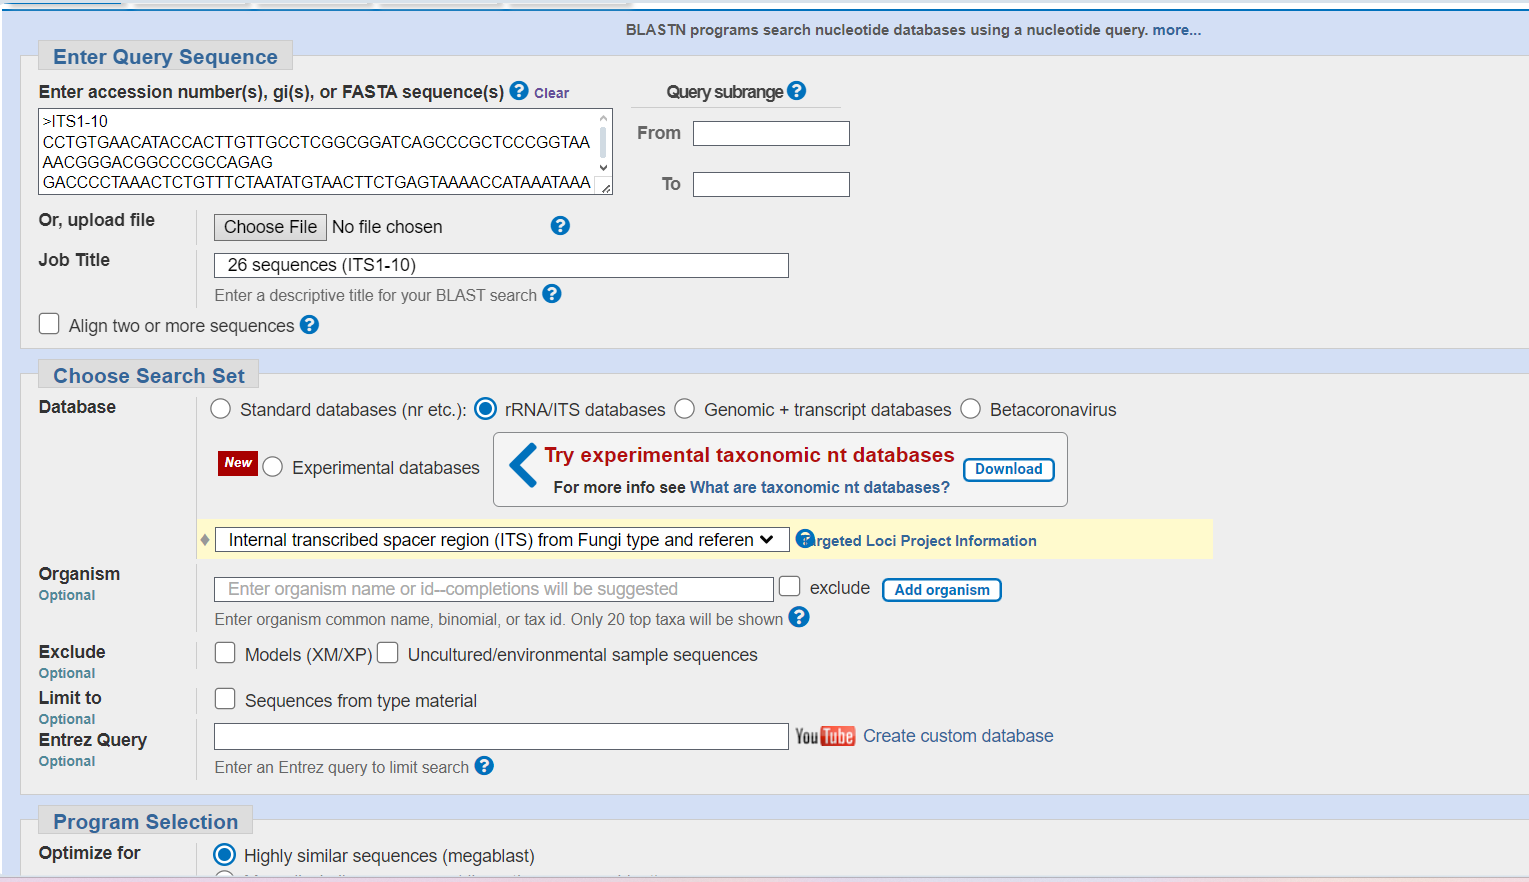 BLASTN programs search nucleotide databases using a nucleotide query. more...
Enter Query Sequence
Enter accession number(s), gi(s), or FASTA sequence(s) ? Clear
Query subrange ?
>ITS1-10
CCTGTGAACATACCACTTGTTGCCTCGGCGGATCAGCCCGCTCCCGGTAA
AACGGGACGGCCCGCCAGAG
GACCCCTAAACTCTGTTTCTAATATGTAACTTCTGAGTAAAACCATAAATAAA
From
To
Or, upload file
Choose File No file chosen ?
Job Title
26 sequences (ITS1-10)
Enter a descriptive title for your BLAST search ?
Align two or more sequences ?
Choose Search Set
Database
Standard databases (nr etc.): rRNA/ITS databases Genomic + transcript databases Betacoronavirus
New Experimental databases
Try experimental taxonomic nt databases
Download
For more info see What are taxonomic nt databases?
Internal transcribed spacer region (ITS) from Fungi type and referen ? Targeted Loci Project Information
Organism
Optional
Enter organism name or id--completions will be suggested exclude Add organism
Enter organism common name, binomial, or tax id. Only 20 top taxa will be shown ?
Exclude
Optional
Models (XM/XP) Uncultured/environmental sample sequences
Limit to
Optional
Sequences from type material
Entrez Query
Optional
YouTube Create custom database
Enter an Entrez query to limit search ?
Program Selection
Optimize for
Highly similar sequences (megablast)